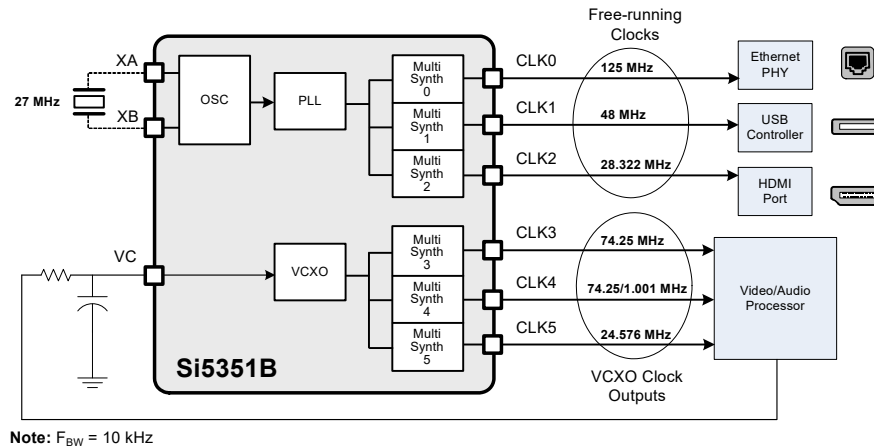 Free-running
Clocks
XA
XB
27 MHz
OSC
PLL
Multi
Synth
0
Multi
Synth
1
Multi
Synth
2
CLK0
CLK1
CLK2
125 MHz
48 MHz
28.322 MHz
Ethernet
PHY
USB
Controller
HDMI
Port
VC
VCXO
Multi
Synth
3
Multi
Synth
4
Multi
Synth
5
CLK3
CLK4
CLK5
74.25 MHz
74.25/1.001 MHz
24.576 MHz
Video/Audio
Processor
Si5351B
VCXO Clock
Outputs
Note: FBW = 10 kHz